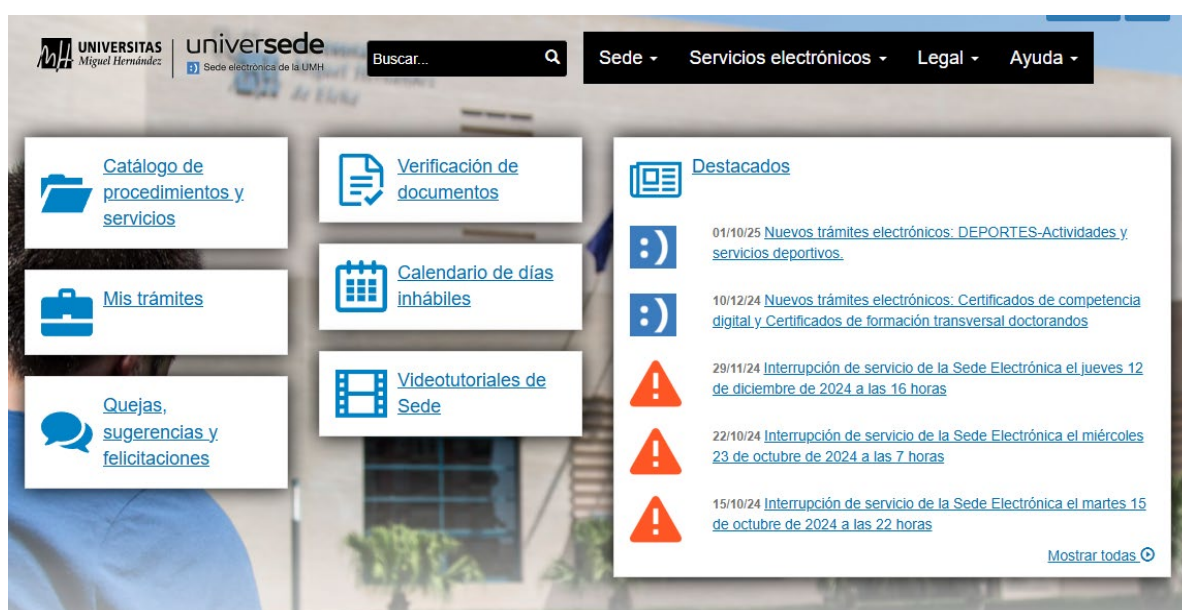 UNIVERSITAS
Miguel Hernández
universede
:) Sede electrónica de la UMH
Buscar...
Sede
Servicios electrónicos
Legal
Ayuda
de Elche
Catálogo de
procedimientos y
servicios
Mis trámites
Quejas,
sugerencias y
felicitaciones
Verificación de
documentos
Calendario de días
inhábiles
Videotutoriales de
Sede
Destacados
:)
01/10/25 Nuevos trámites electrónicos: DEPORTES-Actividades y
servicios deportivos.
:)
10/12/24 Nuevos trámites electrónicos: Certificados de competencia
digital y Certificados de formación transversal doctorandos
29/11/24 Interrupción de servicio de la Sede Electrónica el jueves 12
de diciembre de 2024 a las 16 horas
22/10/24 Interrupción de servicio de la Sede Electrónica el miércoles
23 de octubre de 2024 a las 7 horas
15/10/24 Interrupción de servicio de la Sede Electrónica el martes 15
de octubre de 2024 a las 22 horas
Mostrar todas